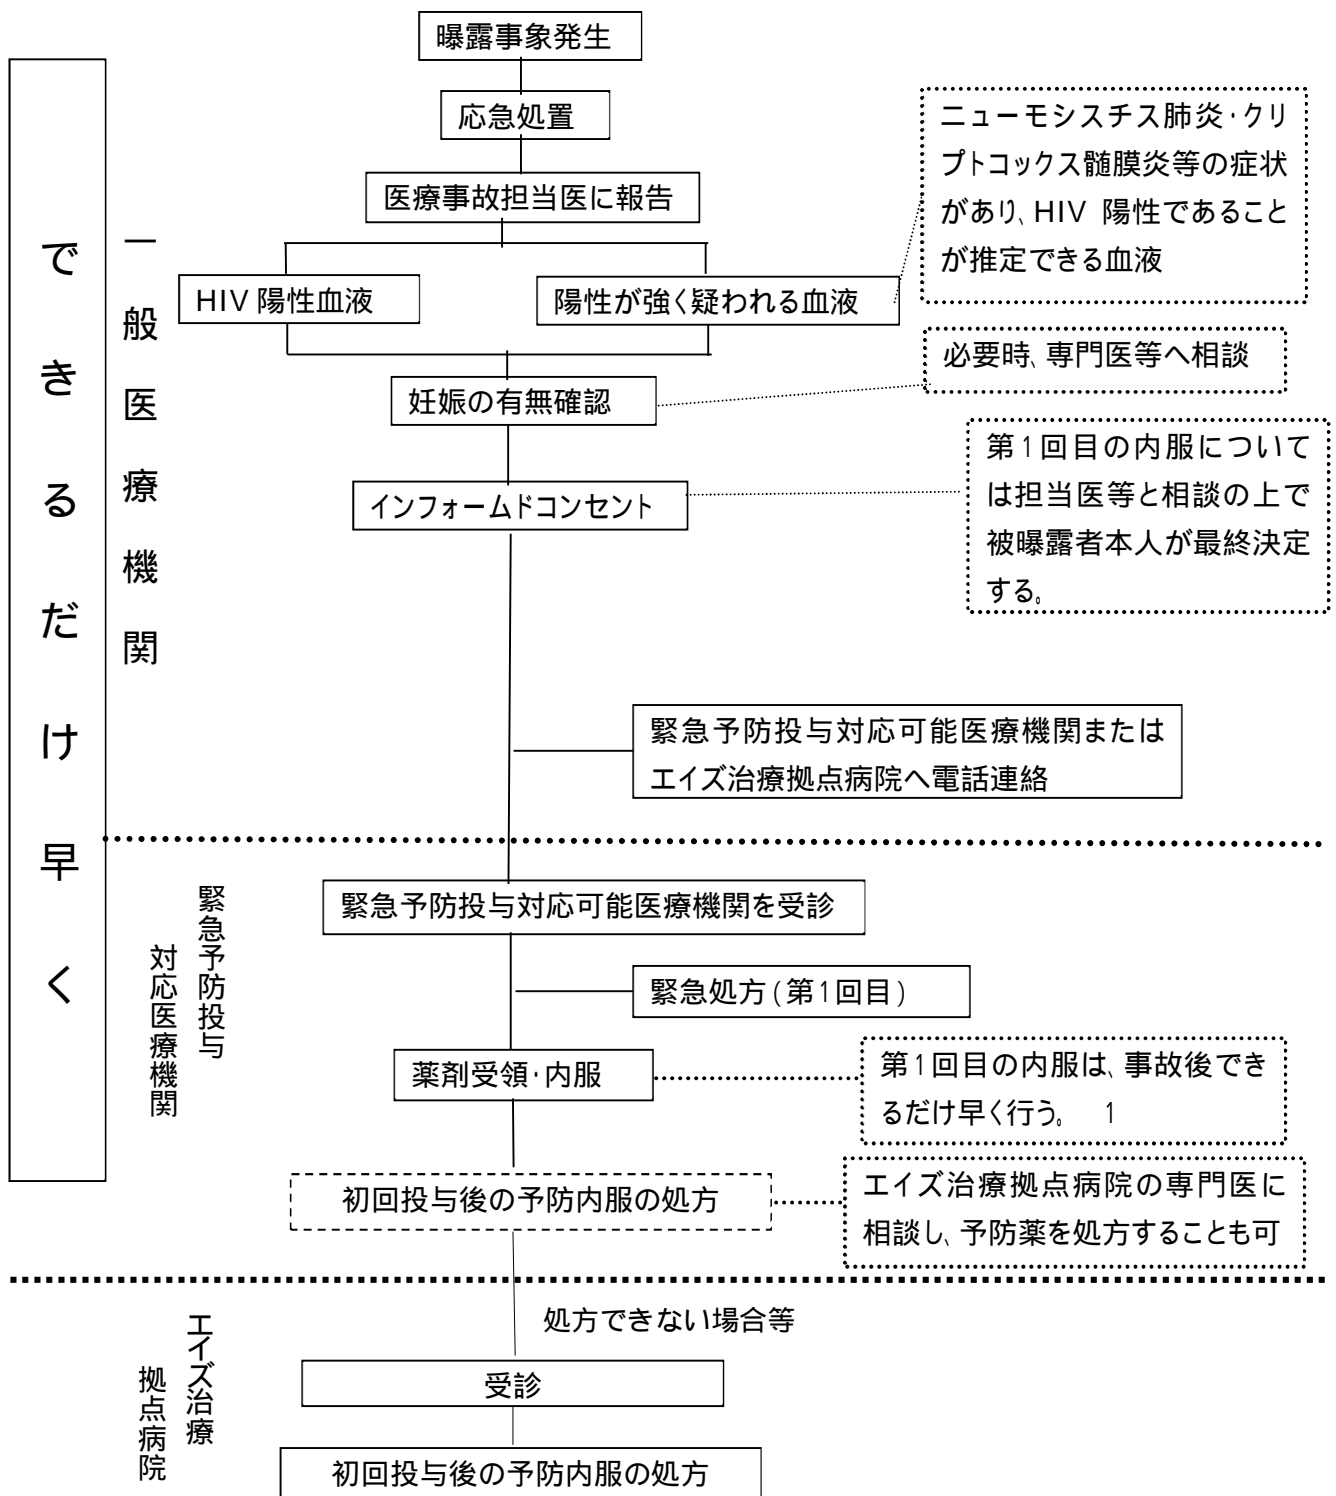 曝露事象発生
応急処置
医療事故担当医に報告
HIV 陽性血液
陽性が強く疑われる血液
ニューモシスチス肺炎・クリ
プトコックス髄膜炎等の症状
があり、HIV 陽性であること
が推定できる血液
妊娠の有無確認
必要時、専門医等へ相談
インフォームドコンセント
第1回目の内服について
は担当医等と相談の上で
被曝露者本人が最終決定
する。
緊急予防投与対応可能医療機関または
エイズ治療拠点病院へ電話連絡
できるだけ早く
一般医療機関
緊急予防投与対応可能医療機関を受診
緊急処方(第1回目)
薬剤受領・内服
第1回目の内服は、事故後でき
るだけ早く行う。 1
初回投与後の予防内服の処方
エイズ治療拠点病院の専門医に
相談し、予防薬を処方することも可
緊急予防投与
対応医療機関
処方できない場合等
受診
初回投与後の予防内服の処方
エイズ治療
拠点病院